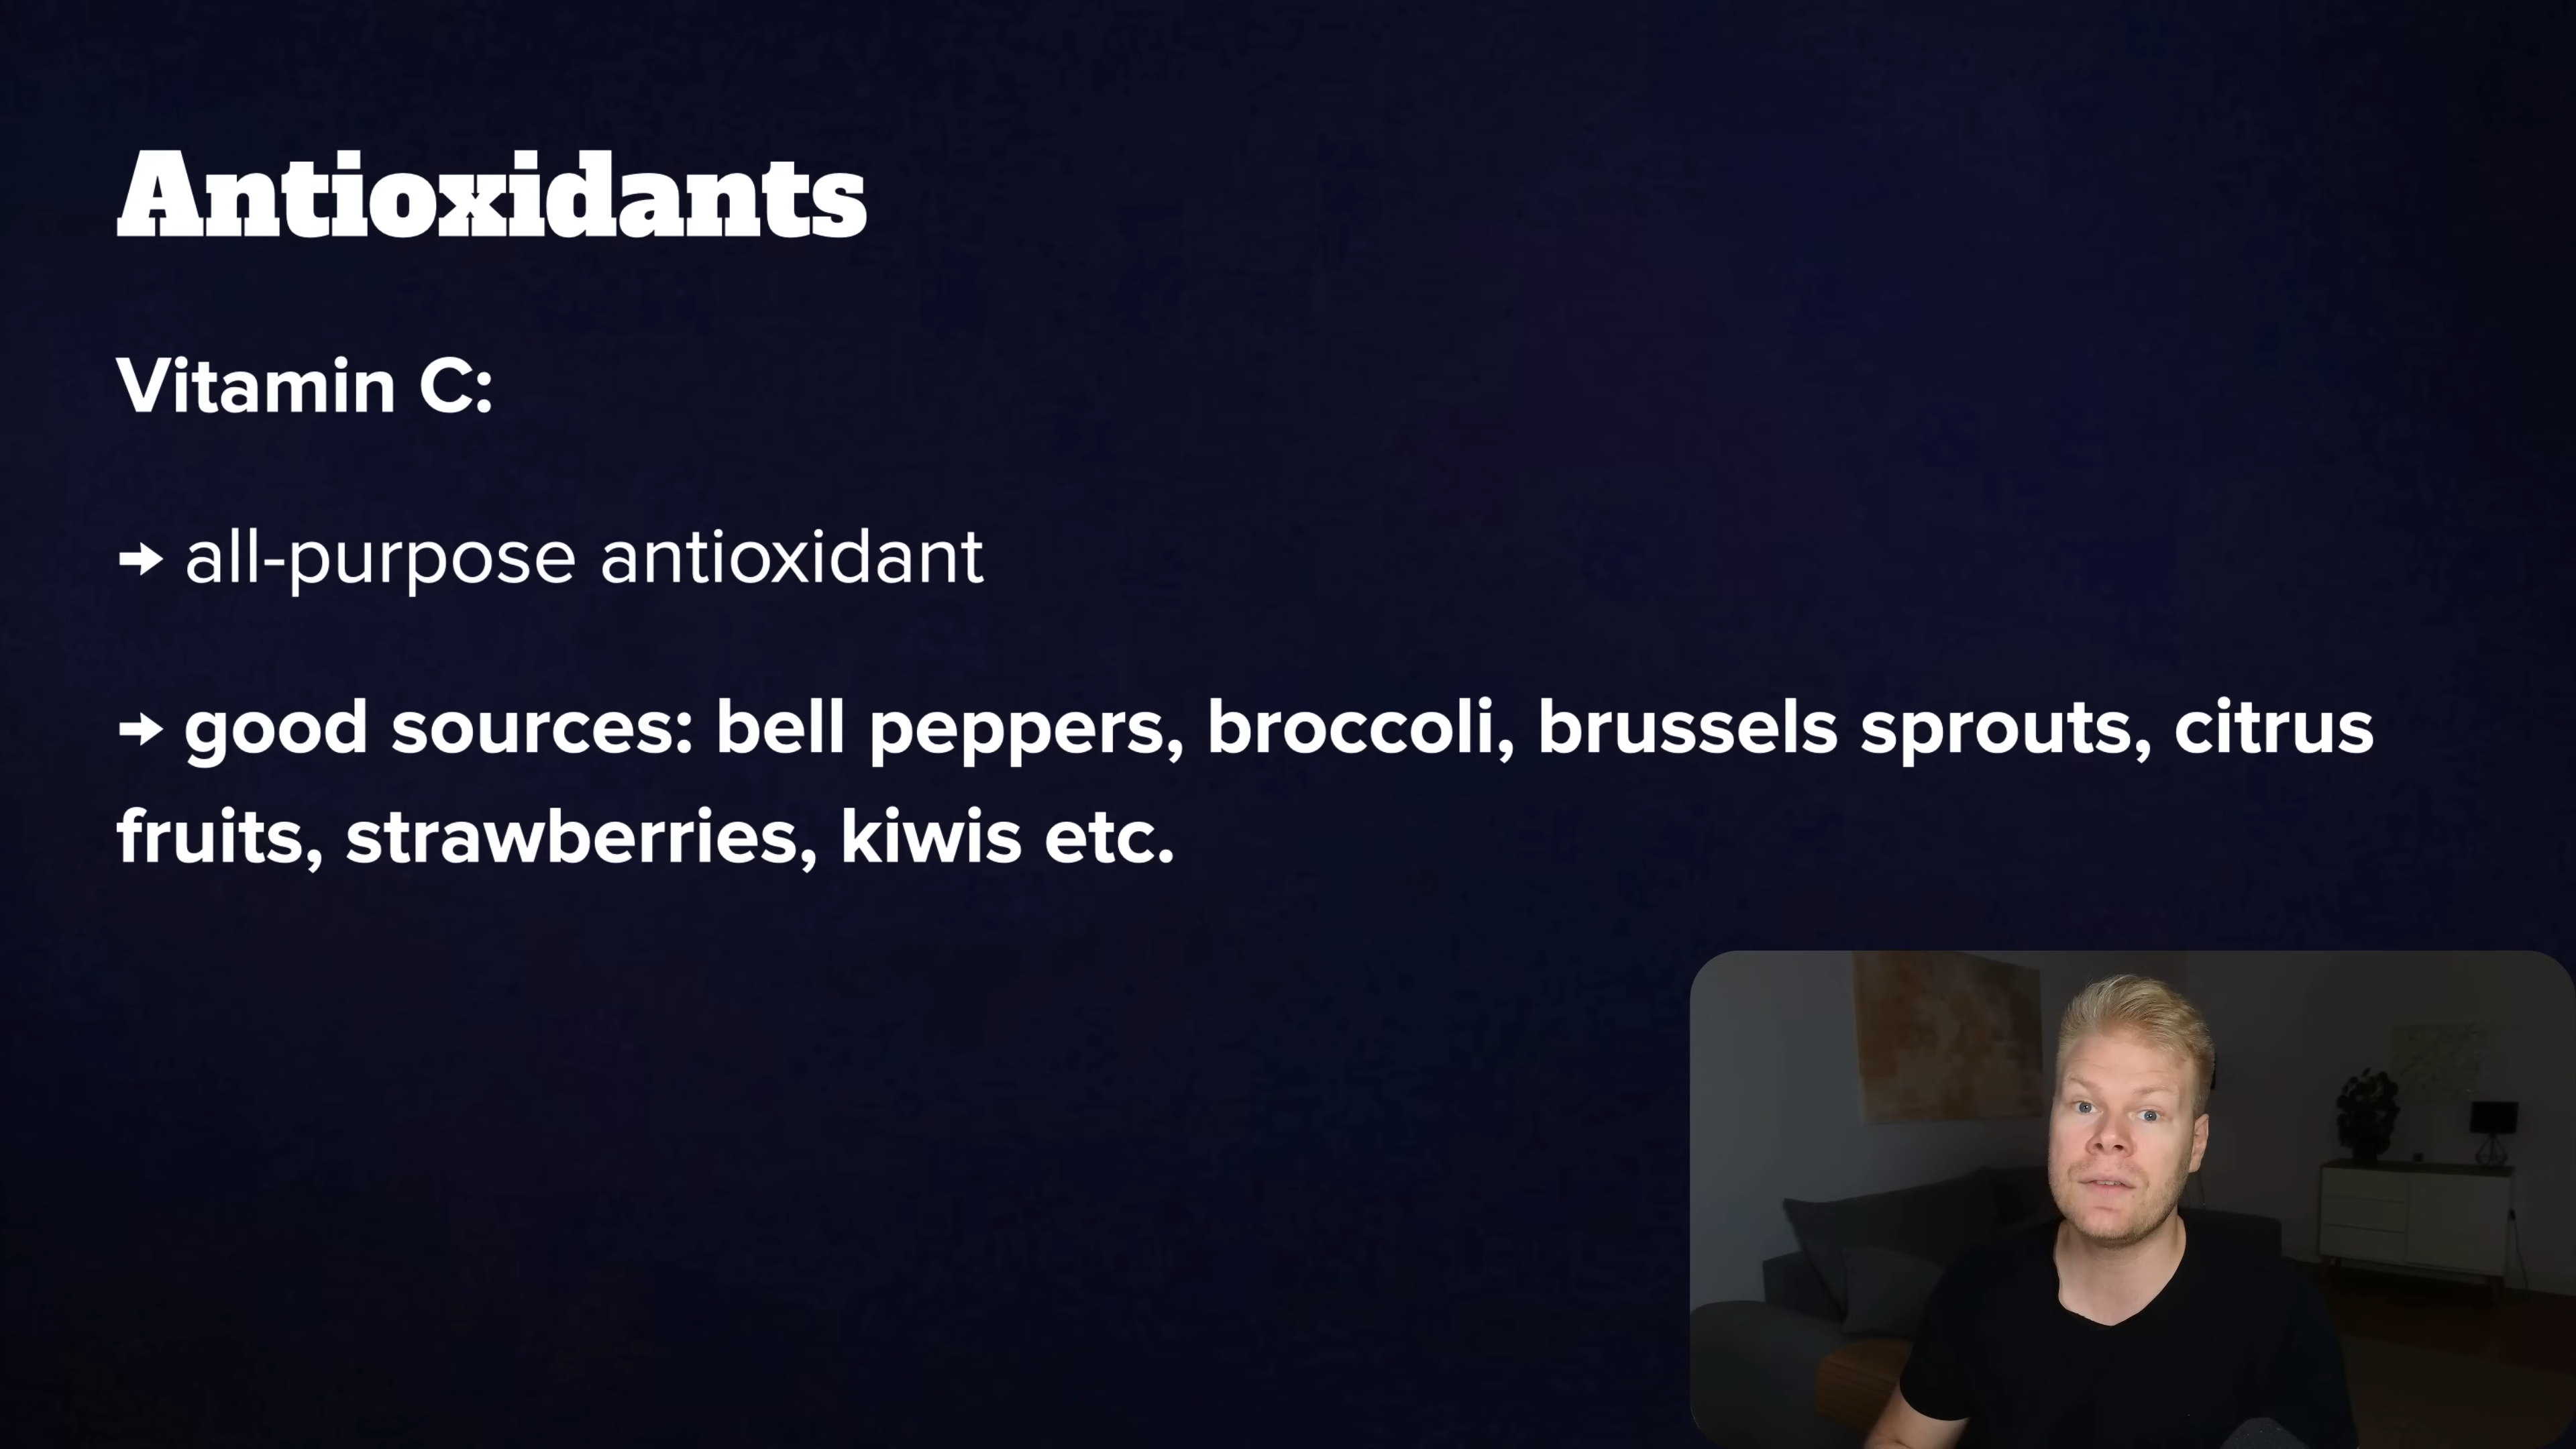 Antioxidants
Vitamin C:
➜ all-purpose antioxidant
➜ good sources: bell peppers, broccoli, brussels sprouts, citrus
fruits, strawberries, kiwis etc.